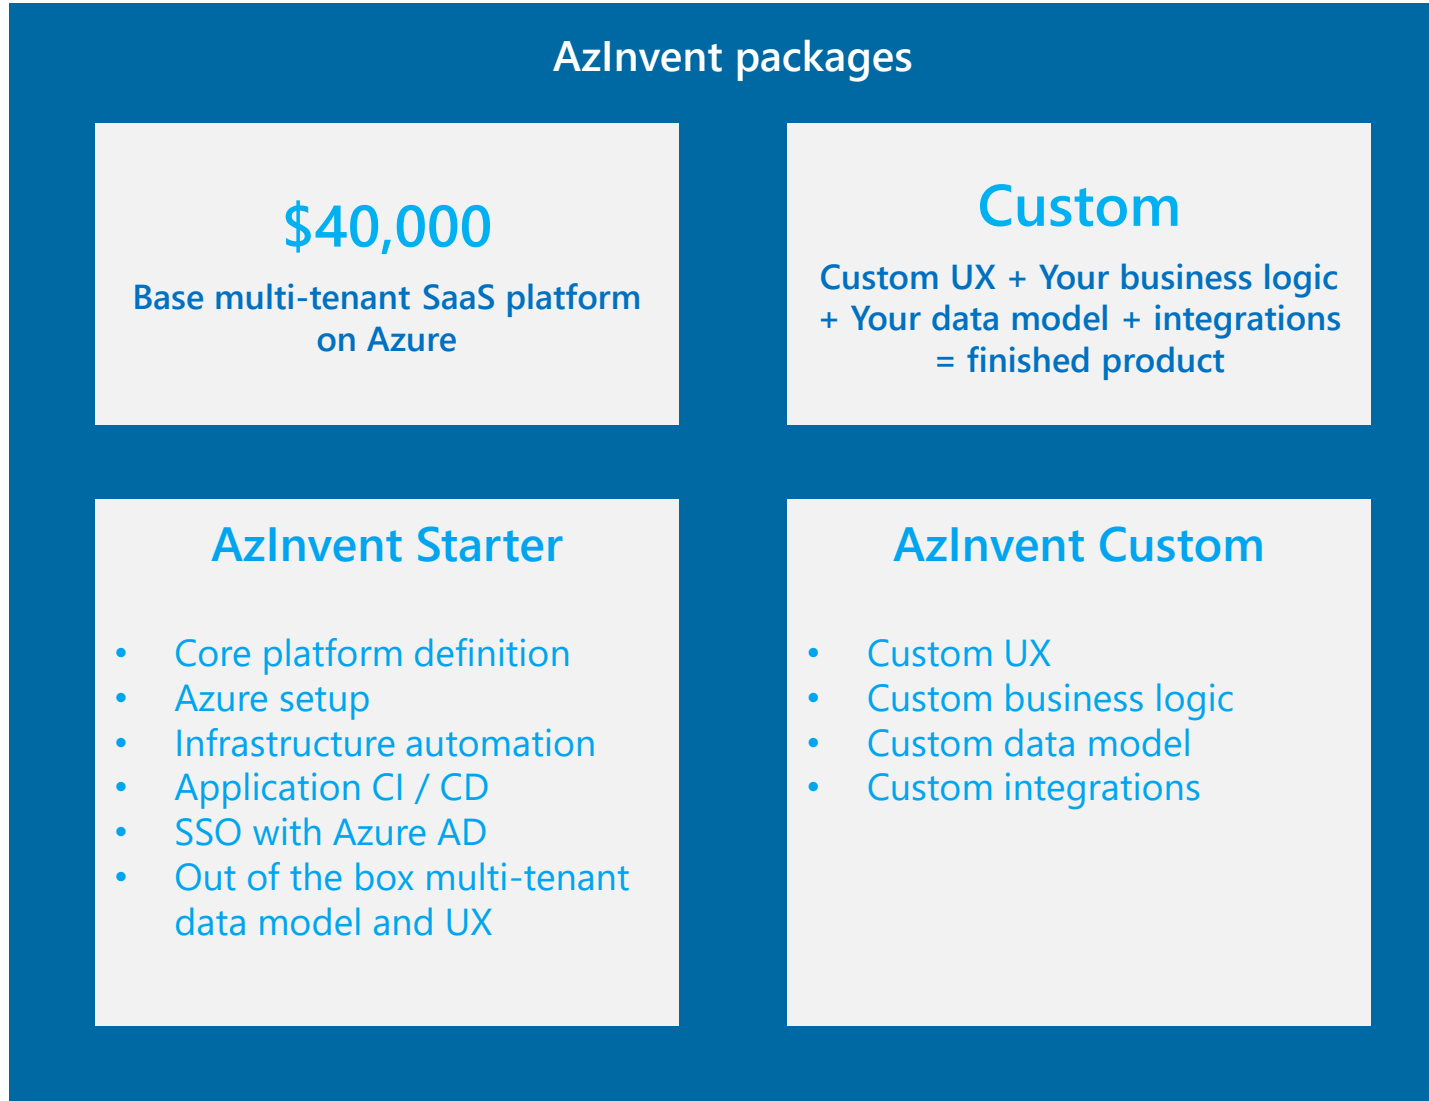 AzInvent packages
$40,000
Base multi-tenant SaaS platform
on Azure
Custom
Custom UX + Your business logic
+ Your data model + integrations
= finished product
AzInvent Starter
• Core platform definition
• Azure setup
• Infrastructure automation
• Application CI / CD
• SSO with Azure AD
• Out of the box multi-tenant
data model and UX
AzInvent Custom
• Custom UX
• Custom business logic
• Custom data model
• Custom integrations